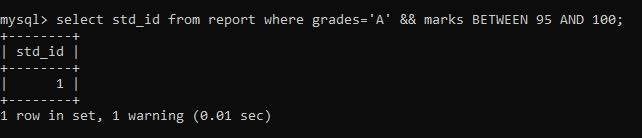 mysql> select std_id from report where grades='A' && marks BETWEEN 95 AND 100;
+--------+
| std_id |
+--------+
|      1 |
+--------+
1 row in set, 1 warning (0.01 sec)